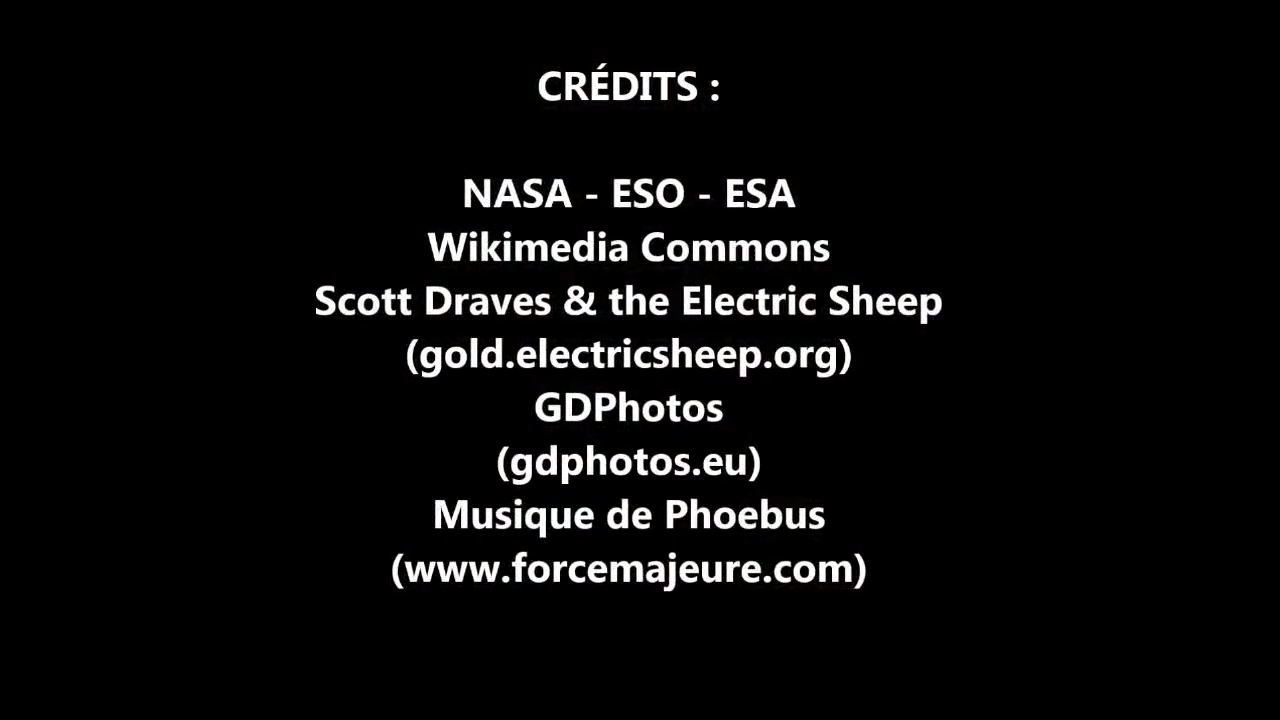 CRÉDITS :
NASA - ESO - ESA
Wikimedia Commons
Scott Draves & the Electric Sheep
(gold.electricsheep.org)
GDPhotos
(gdphotos.eu)
Musique de Phoebus
(www.forcemajeure.com)